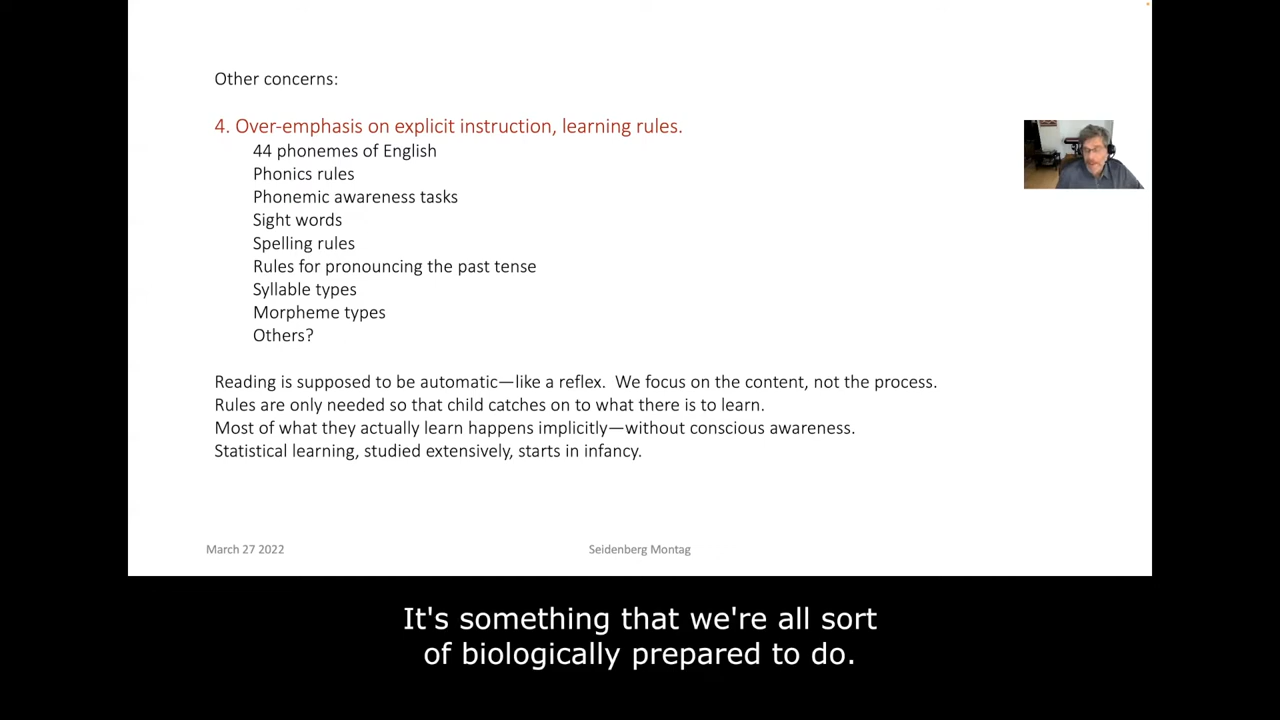 Other concerns:
4. Over-emphasis on explicit instruction, learning rules.
44 phonemes of English
Phonics rules
Phonemic awareness tasks
Sight words
Spelling rules
Rules for pronouncing the past tense
Syllable types
Morpheme types
Others?
Reading is supposed to be automatic—like a reflex.  We focus on the content, not the process.
Rules are only needed so that child catches on to what there is to learn.
Most of what they actually learn happens implicitly—without conscious awareness.
Statistical learning, studied extensively, starts in infancy.
March 27 2022
Seidenberg Montag
It's something that we're all sort
of biologically prepared to do.